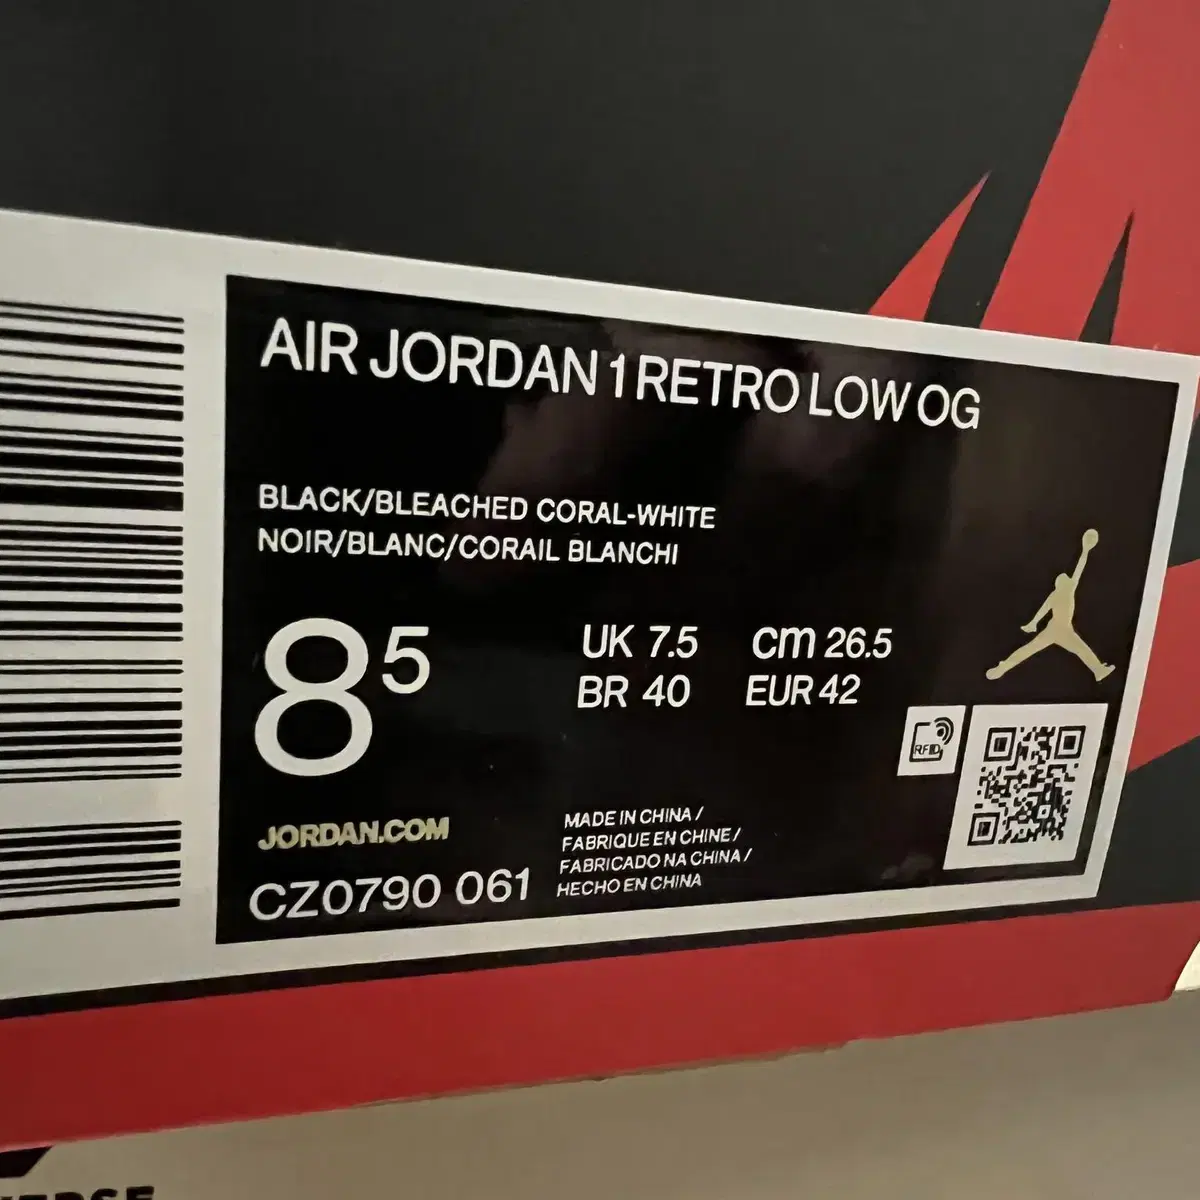 AIR JORDAN 1 RETRO LOW OG
BLACK/BLEACHED CORAL-WHITE
NOIR/BLANC/CORAIL BLANCHI
8 5
UK 7.5 cm 26.5
BR 40 EUR 42
RFID
JORDAN.COM
CZ0790 061
MADE IN CHINA /
FABRIQUE EN CHINE /
FABRICADO NA CHINA /
HECHO EN CHINA